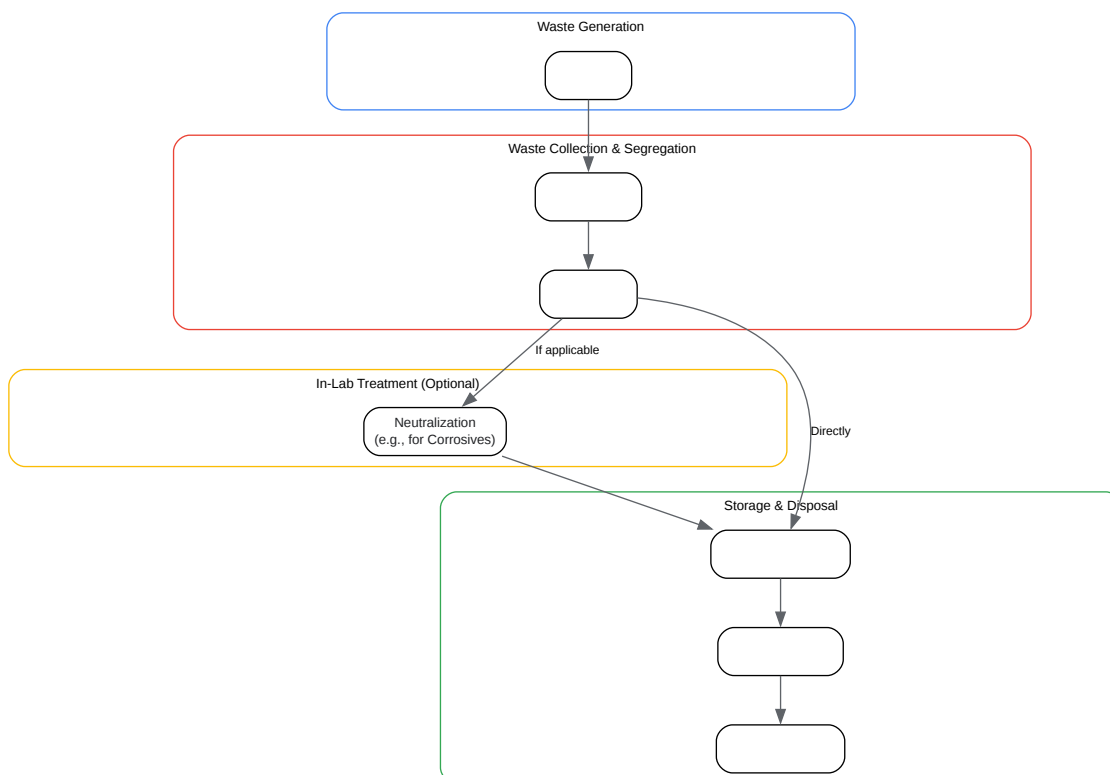 Waste Generation
Waste Collection & Segregation
If applicable
In-Lab Treatment (Optional)
Neutralization
(e.g., for Corrosives)
Directly
Storage & Disposal